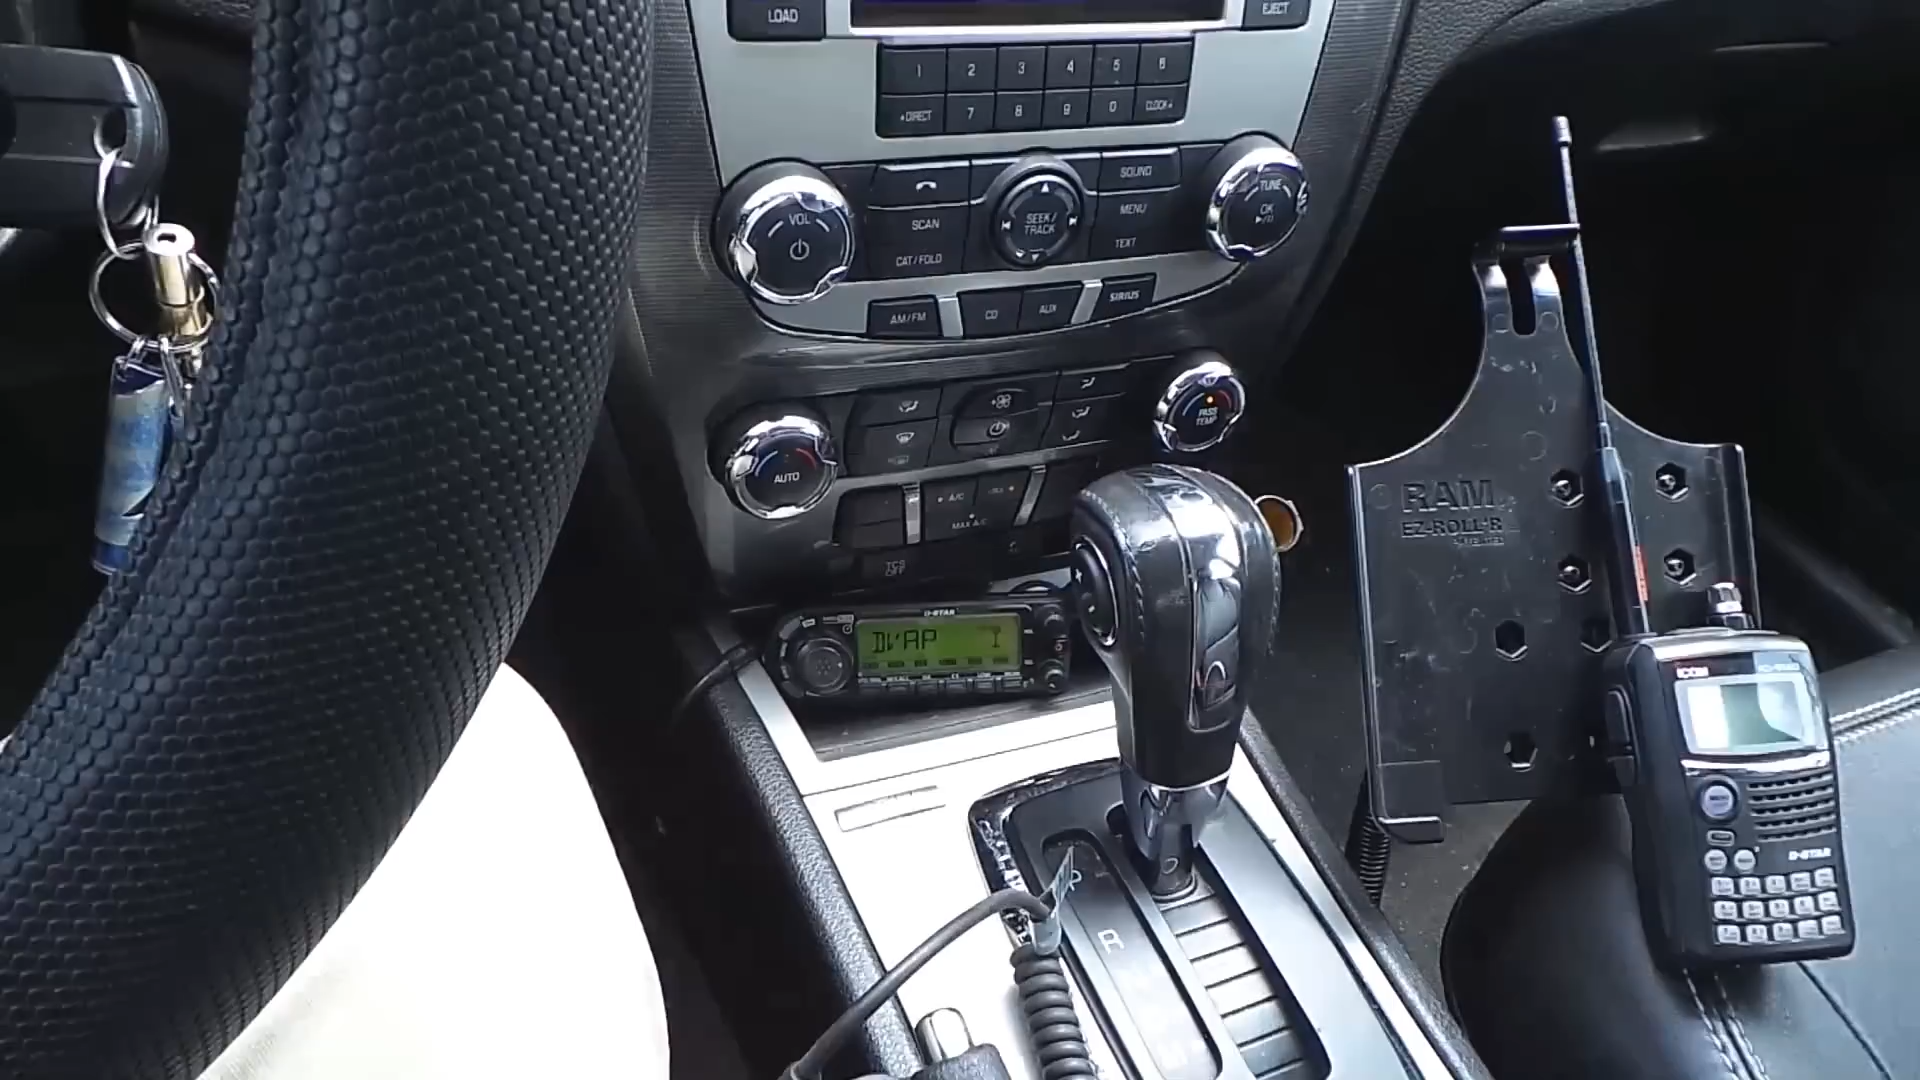 LOAD
EJECT
1 2 3 4 5 6
DIRECT 7 8 9 0 CLOCK
VOL
SCAN
CAT/FOLD
SEEK/
TRACK
SOUND
MENU
TEXT
TUNE
OK
AM/FM
CD
AUX
SIRIUS
AUTO
PASS
TEMP
A/C
MAX A/C
TCS
OFF
D-STAR
DVAP
RAM
EZ-ROLL'R
ICOM
D-STAR
P
R